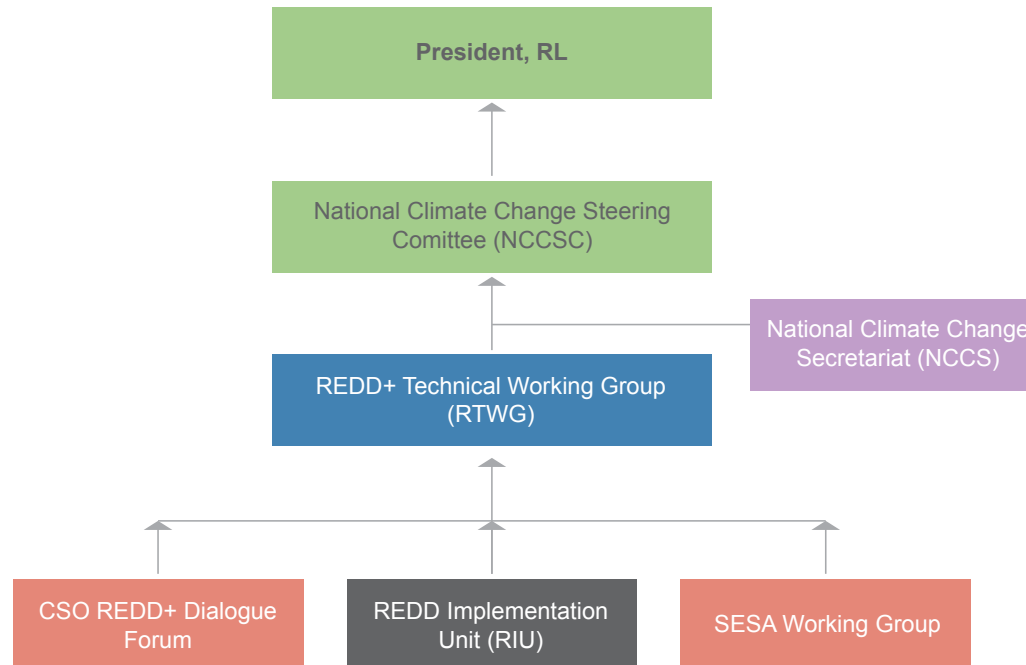 President, RL
National Climate Change Steering
Comittee (NCCSC)
National Climate Change
Secretariat (NCCS)
REDD+ Technical Working Group
(RTWG)
CSO REDD+ Dialogue
Forum
REDD Implementation
Unit (RIU)
SESA Working Group